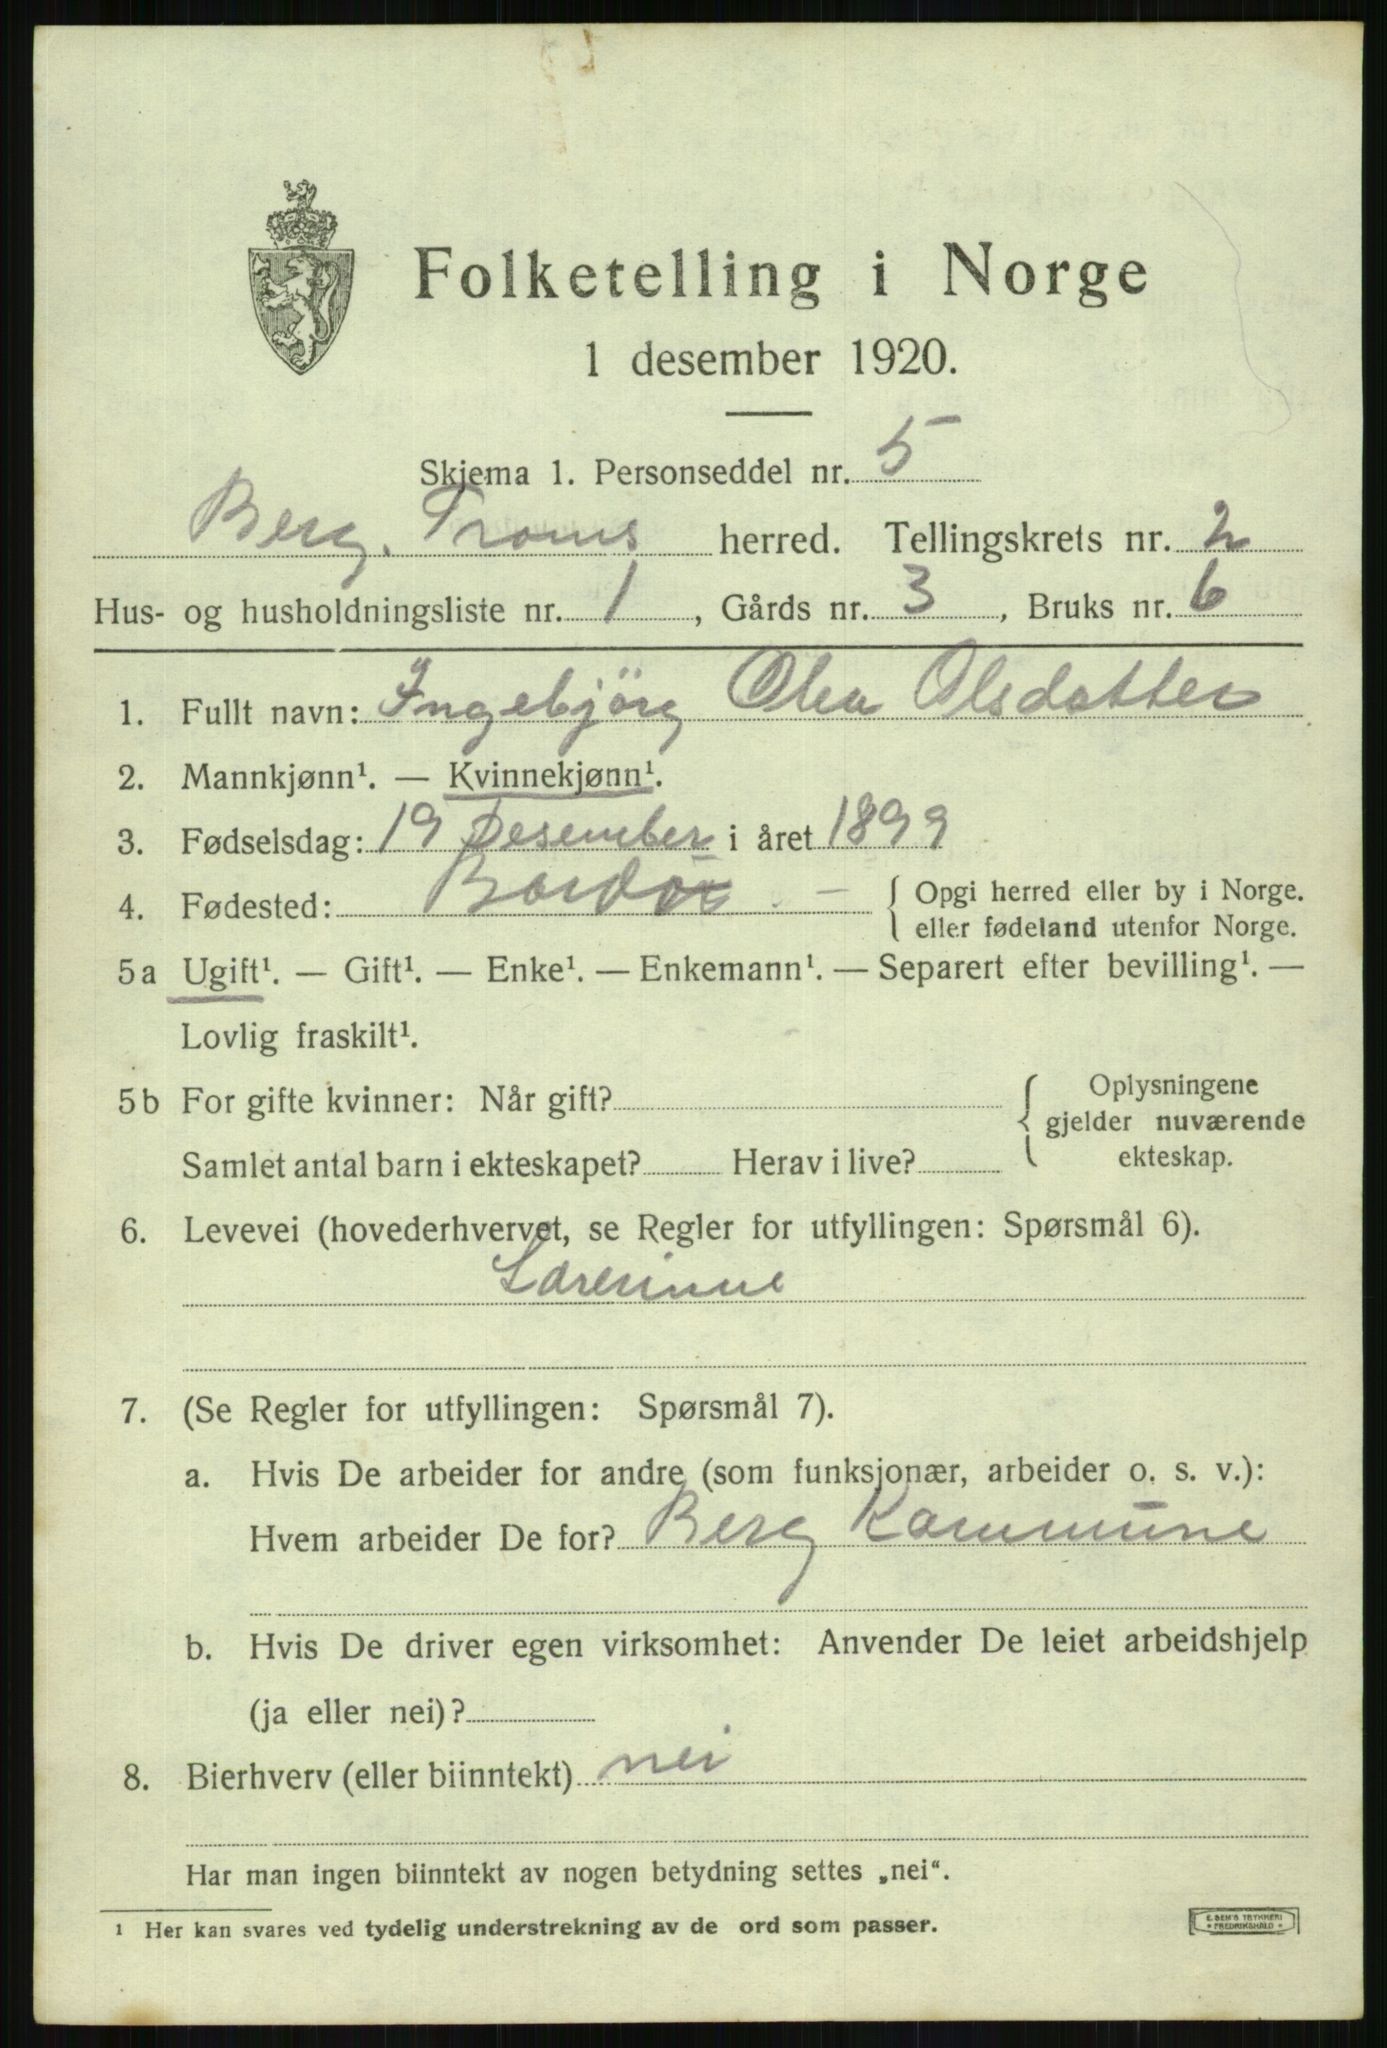 Folketelling i Norge
1 desember 1920.
Skjema 1. Personseddel nr. 5
Berg. Troms herred. Tellingskrets nr. 2
Hus- og husholdningsliste nr. 1, Gårds nr. 3, Bruks nr. 6
1. Fullt navn: Ingebjörg Olea Olsdatter
2. Mannkjønn¹. — Kvinnekjønn¹.
3. Fødselsdag: 19 Desember i året 1899
4. Fødested: — { Opgi herred eller by i Norge.
eller fødeland utenfor Norge.
5a Ugift¹. — Gift¹. — Enke¹. — Enkemann¹. — Separert efter bevilling¹. —
Lovlig fraskilt¹.
5b For gifte kvinner: Når gift? { Oplysningene
gjelder nuværende
Samlet antal barn i ekteskapet? Herav i live? ekteskap.
6. Levevei (hovederhvervet, se Regler for utfyllingen: Spørsmål 6).
Lærerinne
7. (Se Regler for utfyllingen: Spørsmål 7).
a. Hvis De arbeider for andre (som funksjonær, arbeider o. s. v.):
Hvem arbeider De for? Berg Kommune
b. Hvis De driver egen virksomhet: Anvender De leiet arbeidshjelp
(ja eller nei)?
8. Bierhverv (eller biinntekt) nei
Har man ingen biinntekt av nogen betydning settes „nei“.
¹ Her kan svares ved tydelig understrekning av de ord som passer.
E. SEM'S TRYKKERI
FREDRIKSHALD